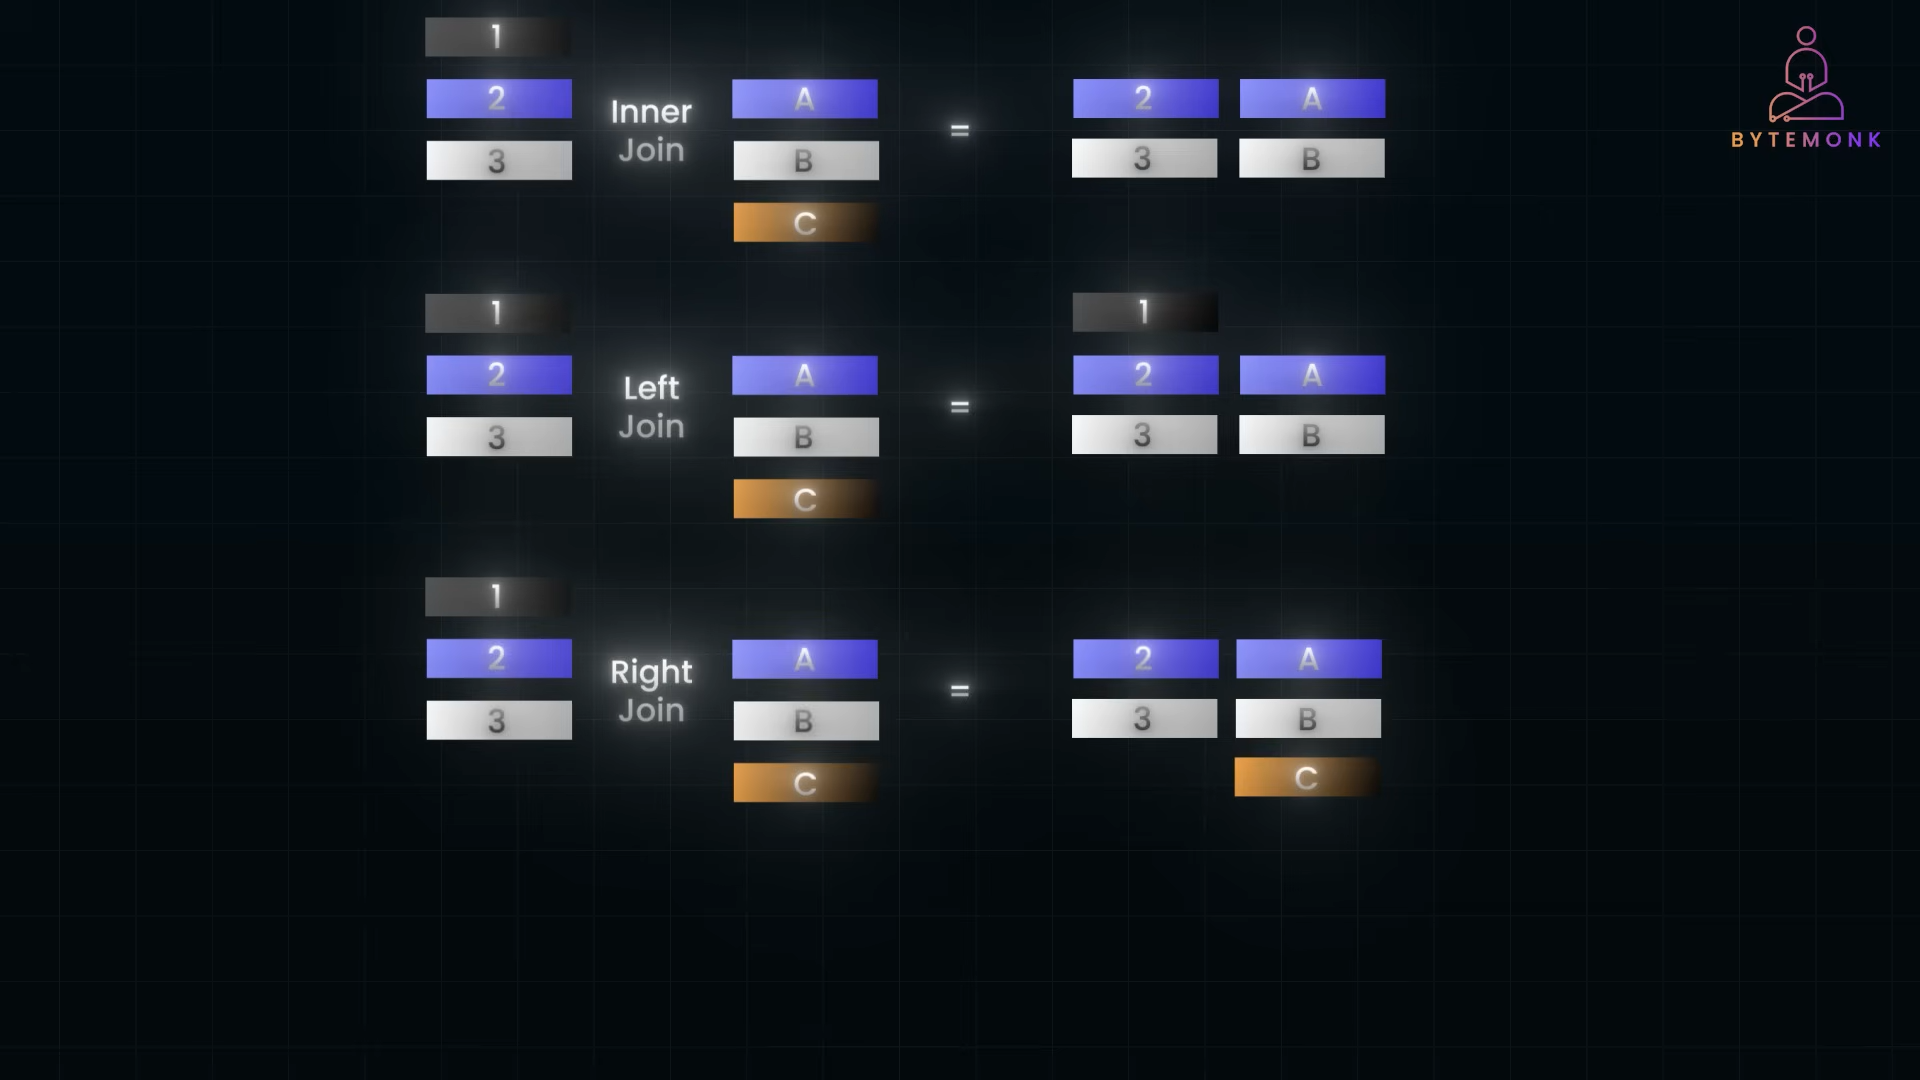 1
2 A 2 A
Inner
Join
3 B = 3 B
C
1 1
2 A 2 A
Left
Join
=
3 B 3 B
C
1
2 A 2 A
Right
Join
=
3 B 3 B
C C
BYTEMONK